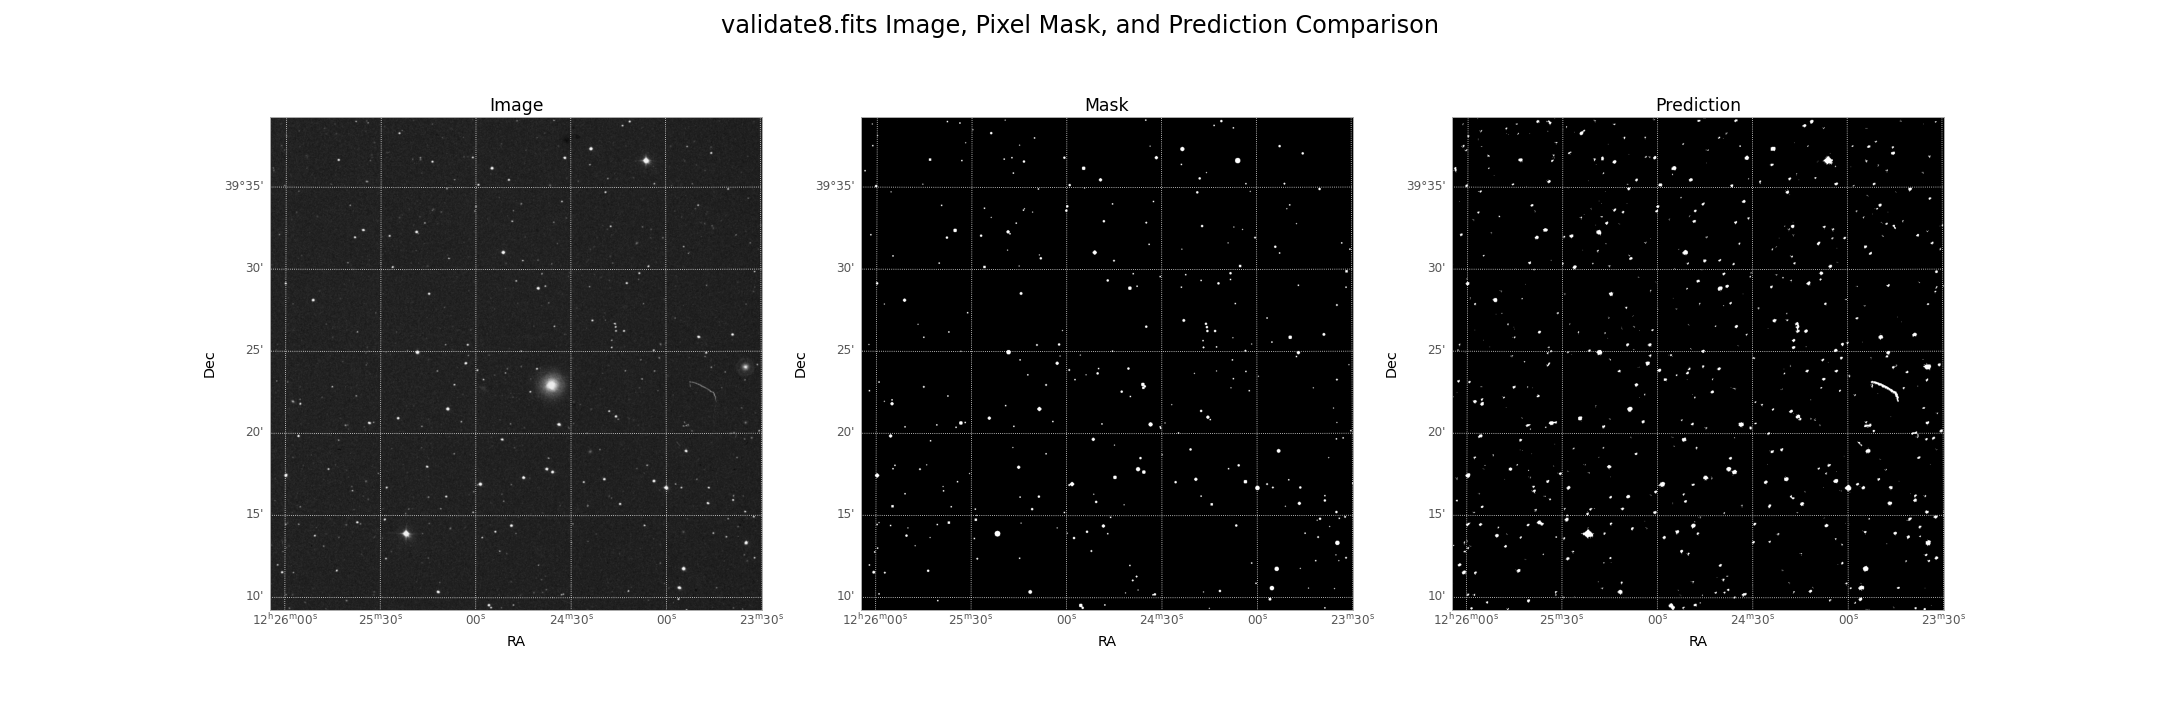 validate8.fits Image, Pixel Mask, and Prediction Comparison
Image
Mask
Prediction
39°35'
30'
25'
20'
15'
10'
Dec
12ʰ26ᵐ00ˢ 25ᵐ30ˢ 00ˢ 24ᵐ30ˢ 00ˢ 23ᵐ30ˢ
RA
39°35'
30'
25'
20'
15'
10'
Dec
12ʰ26ᵐ00ˢ 25ᵐ30ˢ 00ˢ 24ᵐ30ˢ 00ˢ 23ᵐ30ˢ
RA
39°35'
30'
25'
20'
15'
10'
Dec
12ʰ26ᵐ00ˢ 25ᵐ30ˢ 00ˢ 24ᵐ30ˢ 00ˢ 23ᵐ30ˢ
RA